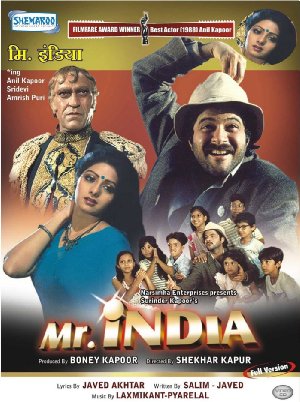 SHEMAROO
FILMFARE AWARD WINNER Best Actor (1988) Anil Kapoor
मि. इंडिया
*ing
Anil Kapoor
Sridevi
Amrish Puri
Narsimha Enterprises presents
Surinder Kapoor's
Mr. INDIA
Produced By BONEY KAPOOR Directed By SHEKHAR KAPUR
Full Version
Lyrics By JAVED AKHTAR Written By SALIM - JAVED
Music By LAXMIKANT-PYARELAL